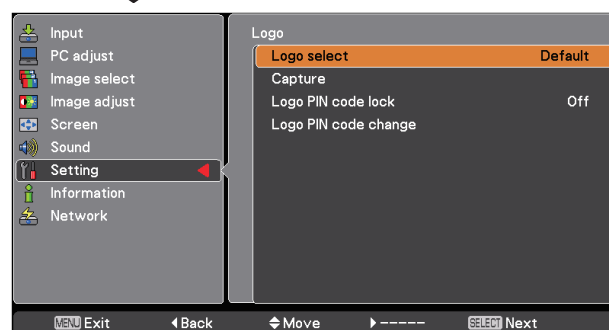 Input
PC adjust
Image select
Image adjust
Screen
Sound
Setting
Information
Network
Logo
Logo select Default
Capture
Logo PIN code lock Off
Logo PIN code change
MENU Exit Back Move ----- SELECT Next